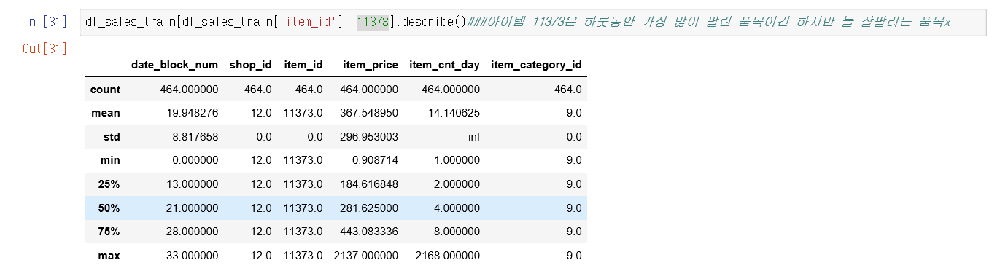 In [31]: df_sales_train[df_sales_train['item_id']==11373].describe()###아이템 11373은 하룻동안 가장 많이 팔린 품목이긴 하지만 늘 잘팔리는 품목x
Out[31]:
date_block_num shop_id item_id item_price item_cnt_day item_category_id
count 464.000000 464.0 464.0 464.000000 464.000000 464.0
mean 19.948276 12.0 11373.0 367.548950 14.140625 9.0
std 8.817658 0.0 0.0 296.953003 inf 0.0
min 0.000000 12.0 11373.0 0.908714 1.000000 9.0
25% 13.000000 12.0 11373.0 184.616848 2.000000 9.0
50% 21.000000 12.0 11373.0 281.625000 4.000000 9.0
75% 28.000000 12.0 11373.0 443.083336 8.000000 9.0
max 33.000000 12.0 11373.0 2137.000000 2168.000000 9.0